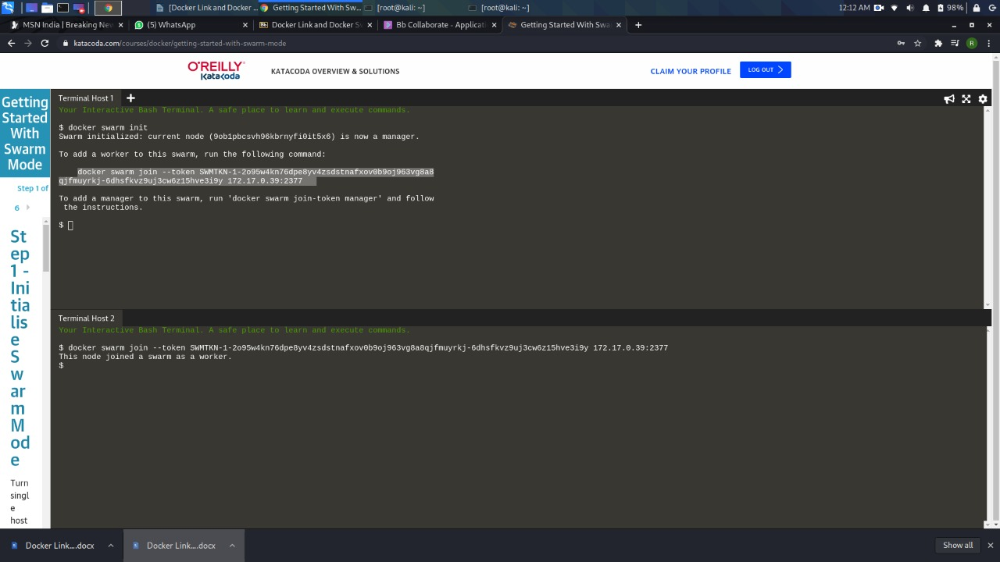 [Docker Link and Docker ...
Getting Started With Sw...
[root@kali: ~]
[root@kali: ~]
12:12 AM
98%
MSN India | Breaking New
(5) WhatsApp
Docker Link and Docker S
Bb Collaborate - Applicati
Getting Started With Swa
katacoda.com/courses/docker/getting-started-with-swarm-mode
R
O'REILLY
Katacoda
KATACODA OVERVIEW & SOLUTIONS
CLAIM YOUR PROFILE
LOG OUT
Getting
Started
With
Swarm
Mode
Step 1 of
6
St
ep
1 -
Ini
tia
lis
e
S
w
ar
m
M
od
e
Turn
singl
e
host
Terminal Host 1
Your Interactive Bash Terminal. A safe place to learn and execute commands.
$ docker swarm init
Swarm initialized: current node (9ob1pbcsvh96kbrnyfi0it5x6) is now a manager.
To add a worker to this swarm, run the following command:
docker swarm join --token SWMTKN-1-2o95w4kn76dpe8yv4zsdstnafxov0b9oj963vg8a8
qjfmuyrkj-6dhsfkvz9uj3cw6z15hve3i9y 172.17.0.39:2377
To add a manager to this swarm, run 'docker swarm join-token manager' and follow
the instructions.
$
Terminal Host 2
Your Interactive Bash Terminal. A safe place to learn and execute commands.
$ docker swarm join --token SWMTKN-1-2o95w4kn76dpe8yv4zsdstnafxov0b9oj963vg8a8qjfmuyrkj-6dhsfkvz9uj3cw6z15hve3i9y 172.17.0.39:2377
This node joined a swarm as a worker.
$
Docker Link....docx
Docker Link....docx
Show all